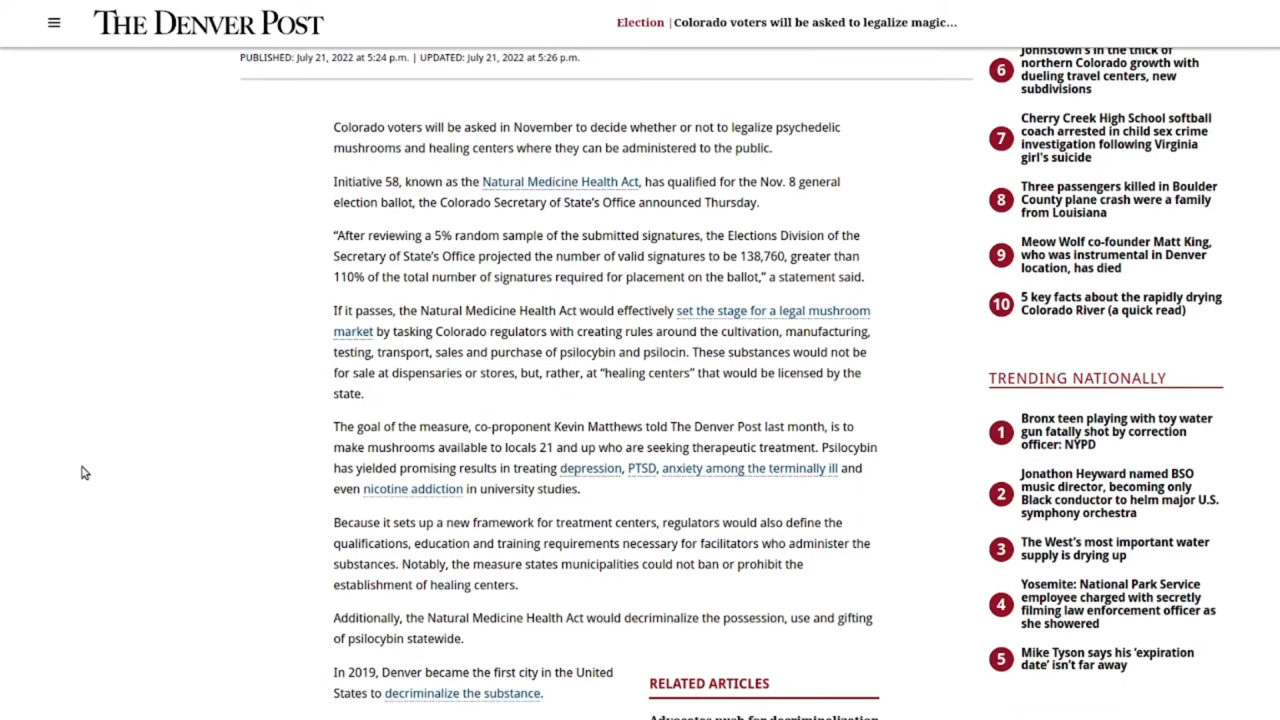 THE DENVER POST
Election | Colorado voters will be asked to legalize magic...
PUBLISHED: July 21, 2022 at 5:24 p.m. | UPDATED: July 21, 2022 at 5:26 p.m.
Colorado voters will be asked in November to decide whether or not to legalize psychedelic
mushrooms and healing centers where they can be administered to the public.
Initiative 58, known as the Natural Medicine Health Act, has qualified for the Nov. 8 general
election ballot, the Colorado Secretary of State’s Office announced Thursday.
“After reviewing a 5% random sample of the submitted signatures, the Elections Division of the
Secretary of State’s Office projected the number of valid signatures to be 138,760, greater than
110% of the total number of signatures required for placement on the ballot,” a statement said.
If it passes, the Natural Medicine Health Act would effectively set the stage for a legal mushroom
market by tasking Colorado regulators with creating rules around the cultivation, manufacturing,
testing, transport, sales and purchase of psilocybin and psilocin. These substances would not be
for sale at dispensaries or stores, but, rather, at “healing centers” that would be licensed by the
state.
The goal of the measure, co-proponent Kevin Matthews told The Denver Post last month, is to
make mushrooms available to locals 21 and up who are seeking therapeutic treatment. Psilocybin
has yielded promising results in treating depression, PTSD, anxiety among the terminally ill and
even nicotine addiction in university studies.
Because it sets up a new framework for treatment centers, regulators would also define the
qualifications, education and training requirements necessary for facilitators who administer the
substances. Notably, the measure states municipalities could not ban or prohibit the
establishment of healing centers.
Additionally, the Natural Medicine Health Act would decriminalize the possession, use and gifting
of psilocybin statewide.
In 2019, Denver became the first city in the United
States to decriminalize the substance.
RELATED ARTICLES
Advocates push for decriminalization
6 Johnstown’s in the thick of
northern Colorado growth with
dueling travel centers, new
subdivisions
7 Cherry Creek High School softball
coach arrested in child sex crime
investigation following Virginia
girl’s suicide
8 Three passengers killed in Boulder
County plane crash were a family
from Louisiana
9 Meow Wolf co-founder Matt King,
who was instrumental in Denver
location, has died
10 5 key facts about the rapidly drying
Colorado River (a quick read)
TRENDING NATIONALLY
1 Bronx teen playing with toy water
gun fatally shot by correction
officer: NYPD
2 Jonathon Heyward named BSO
music director, becoming only
Black conductor to helm major U.S.
symphony orchestra
3 The West’s most important water
supply is drying up
4 Yosemite: National Park Service
employee charged with secretly
filming law enforcement officer as
she showered
5 Mike Tyson says his ‘expiration
date’ isn’t far away